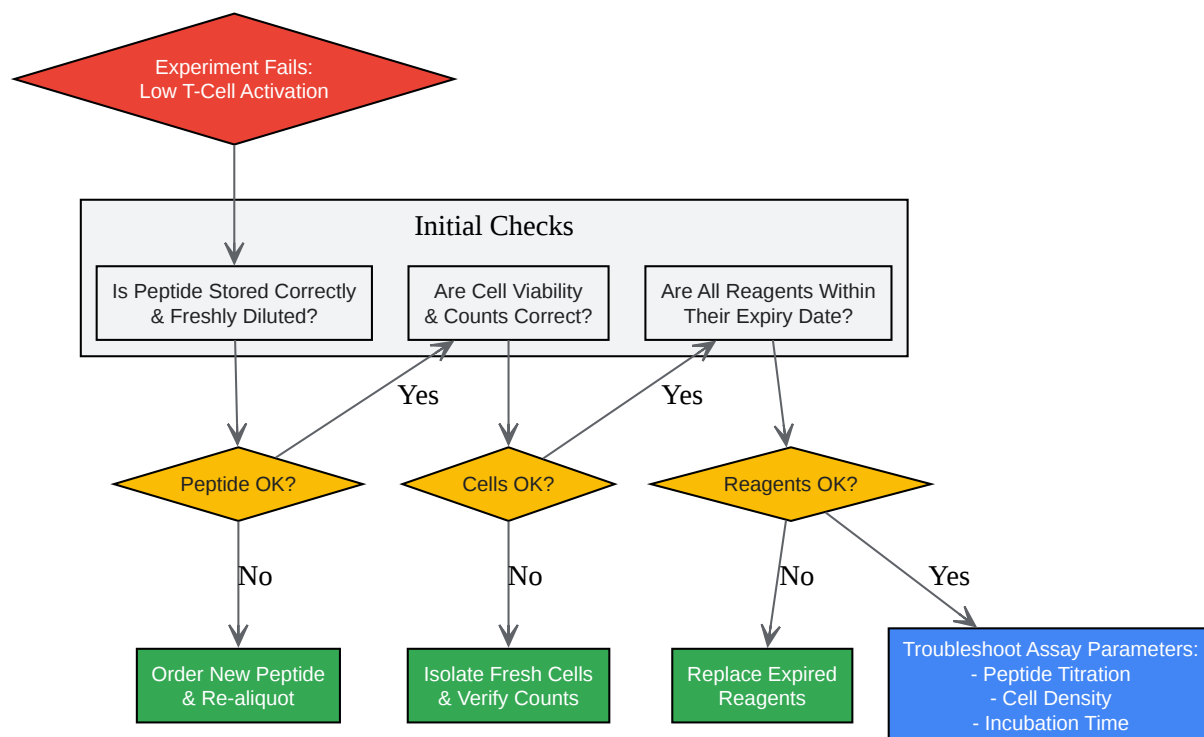 Experiment Fails:
Low T-Cell Activation
Initial Checks
Is Peptide Stored Correctly
& Freshly Diluted?
Are Cell Viability
& Counts Correct?
Are All Reagents Within
Their Expiry Date?
Yes
Yes
Peptide OK?
Cells OK?
Reagents OK?
No
No
No
Yes
Order New Peptide
& Re-aliquot
Isolate Fresh Cells
& Verify Counts
Replace Expired
Reagents
Troubleshoot Assay Parameters:
- Peptide Titration
- Cell Density
- Incubation Time